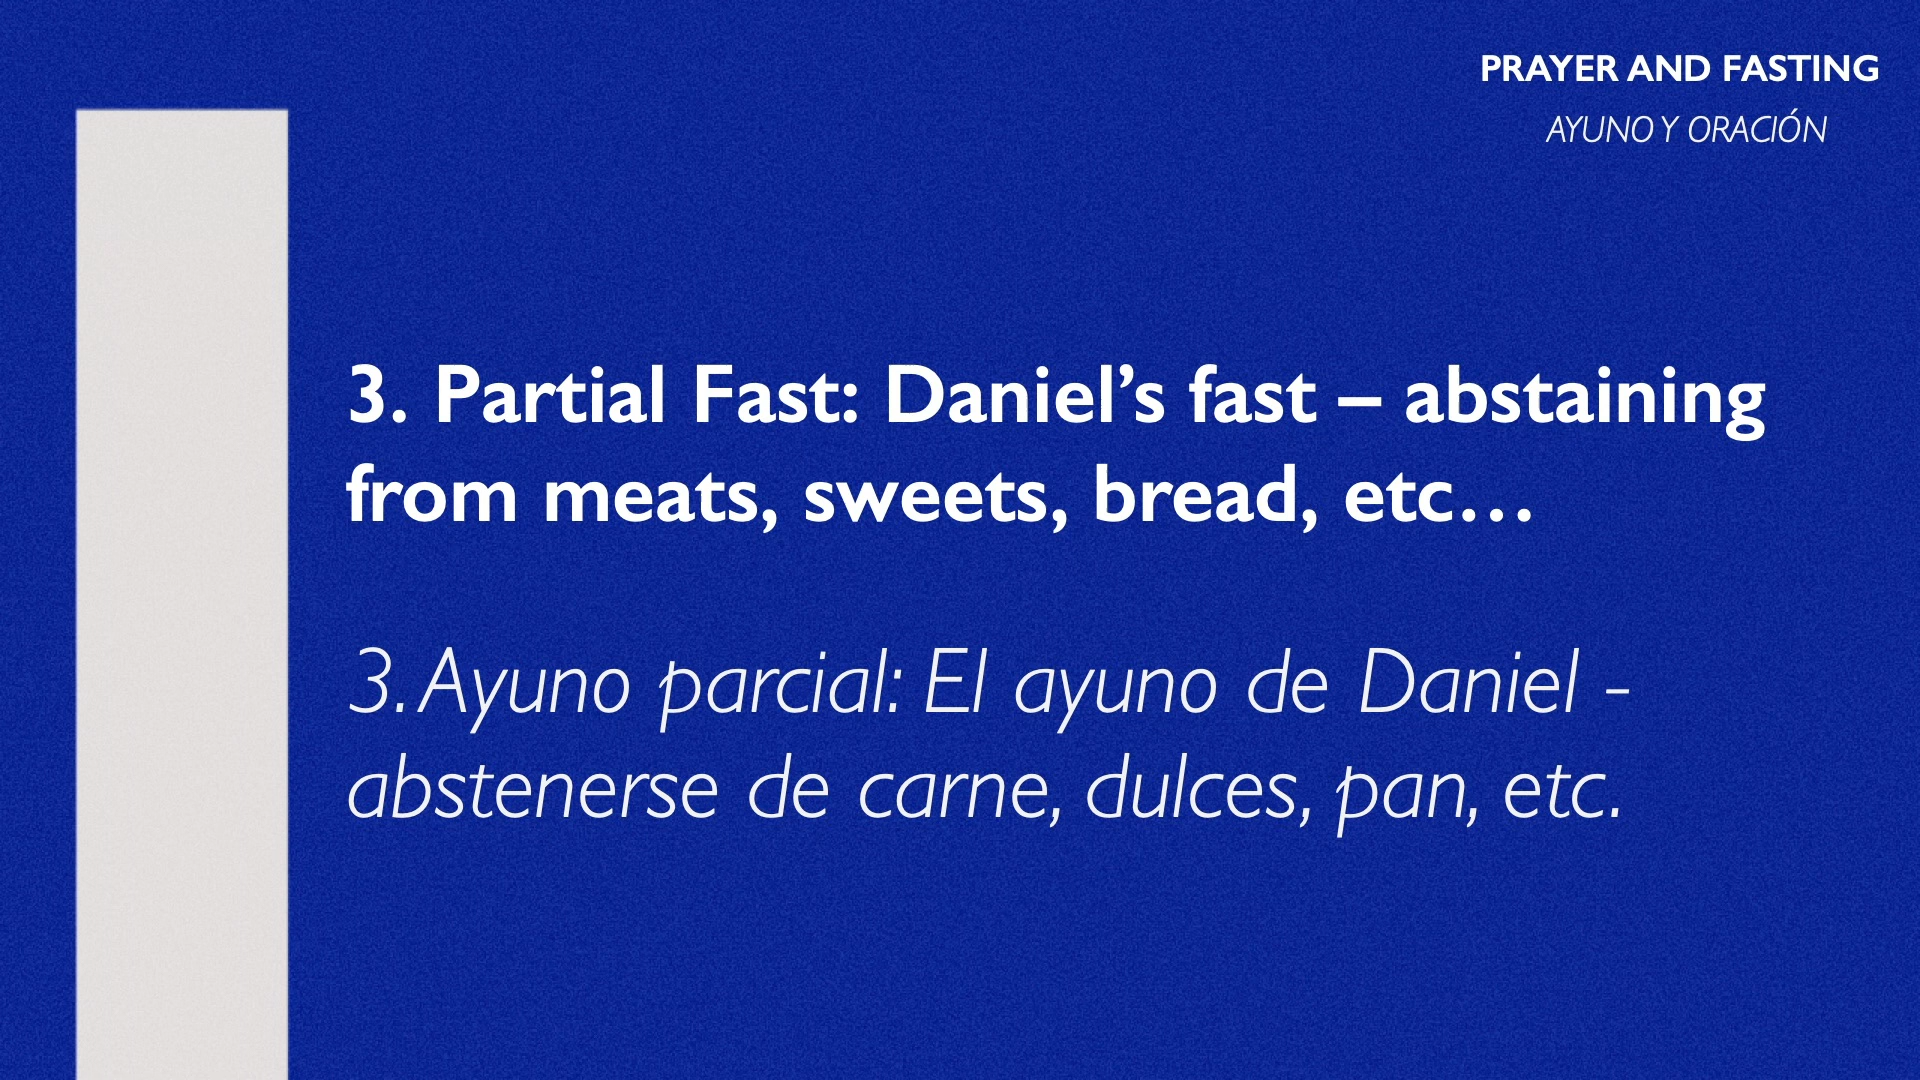 PRAYER AND FASTING
AYUNO Y ORACIÓN
3. Partial Fast: Daniel’s fast – abstaining
from meats, sweets, bread, etc…
3. Ayuno parcial: El ayuno de Daniel -
abstenerse de carne, dulces, pan, etc.